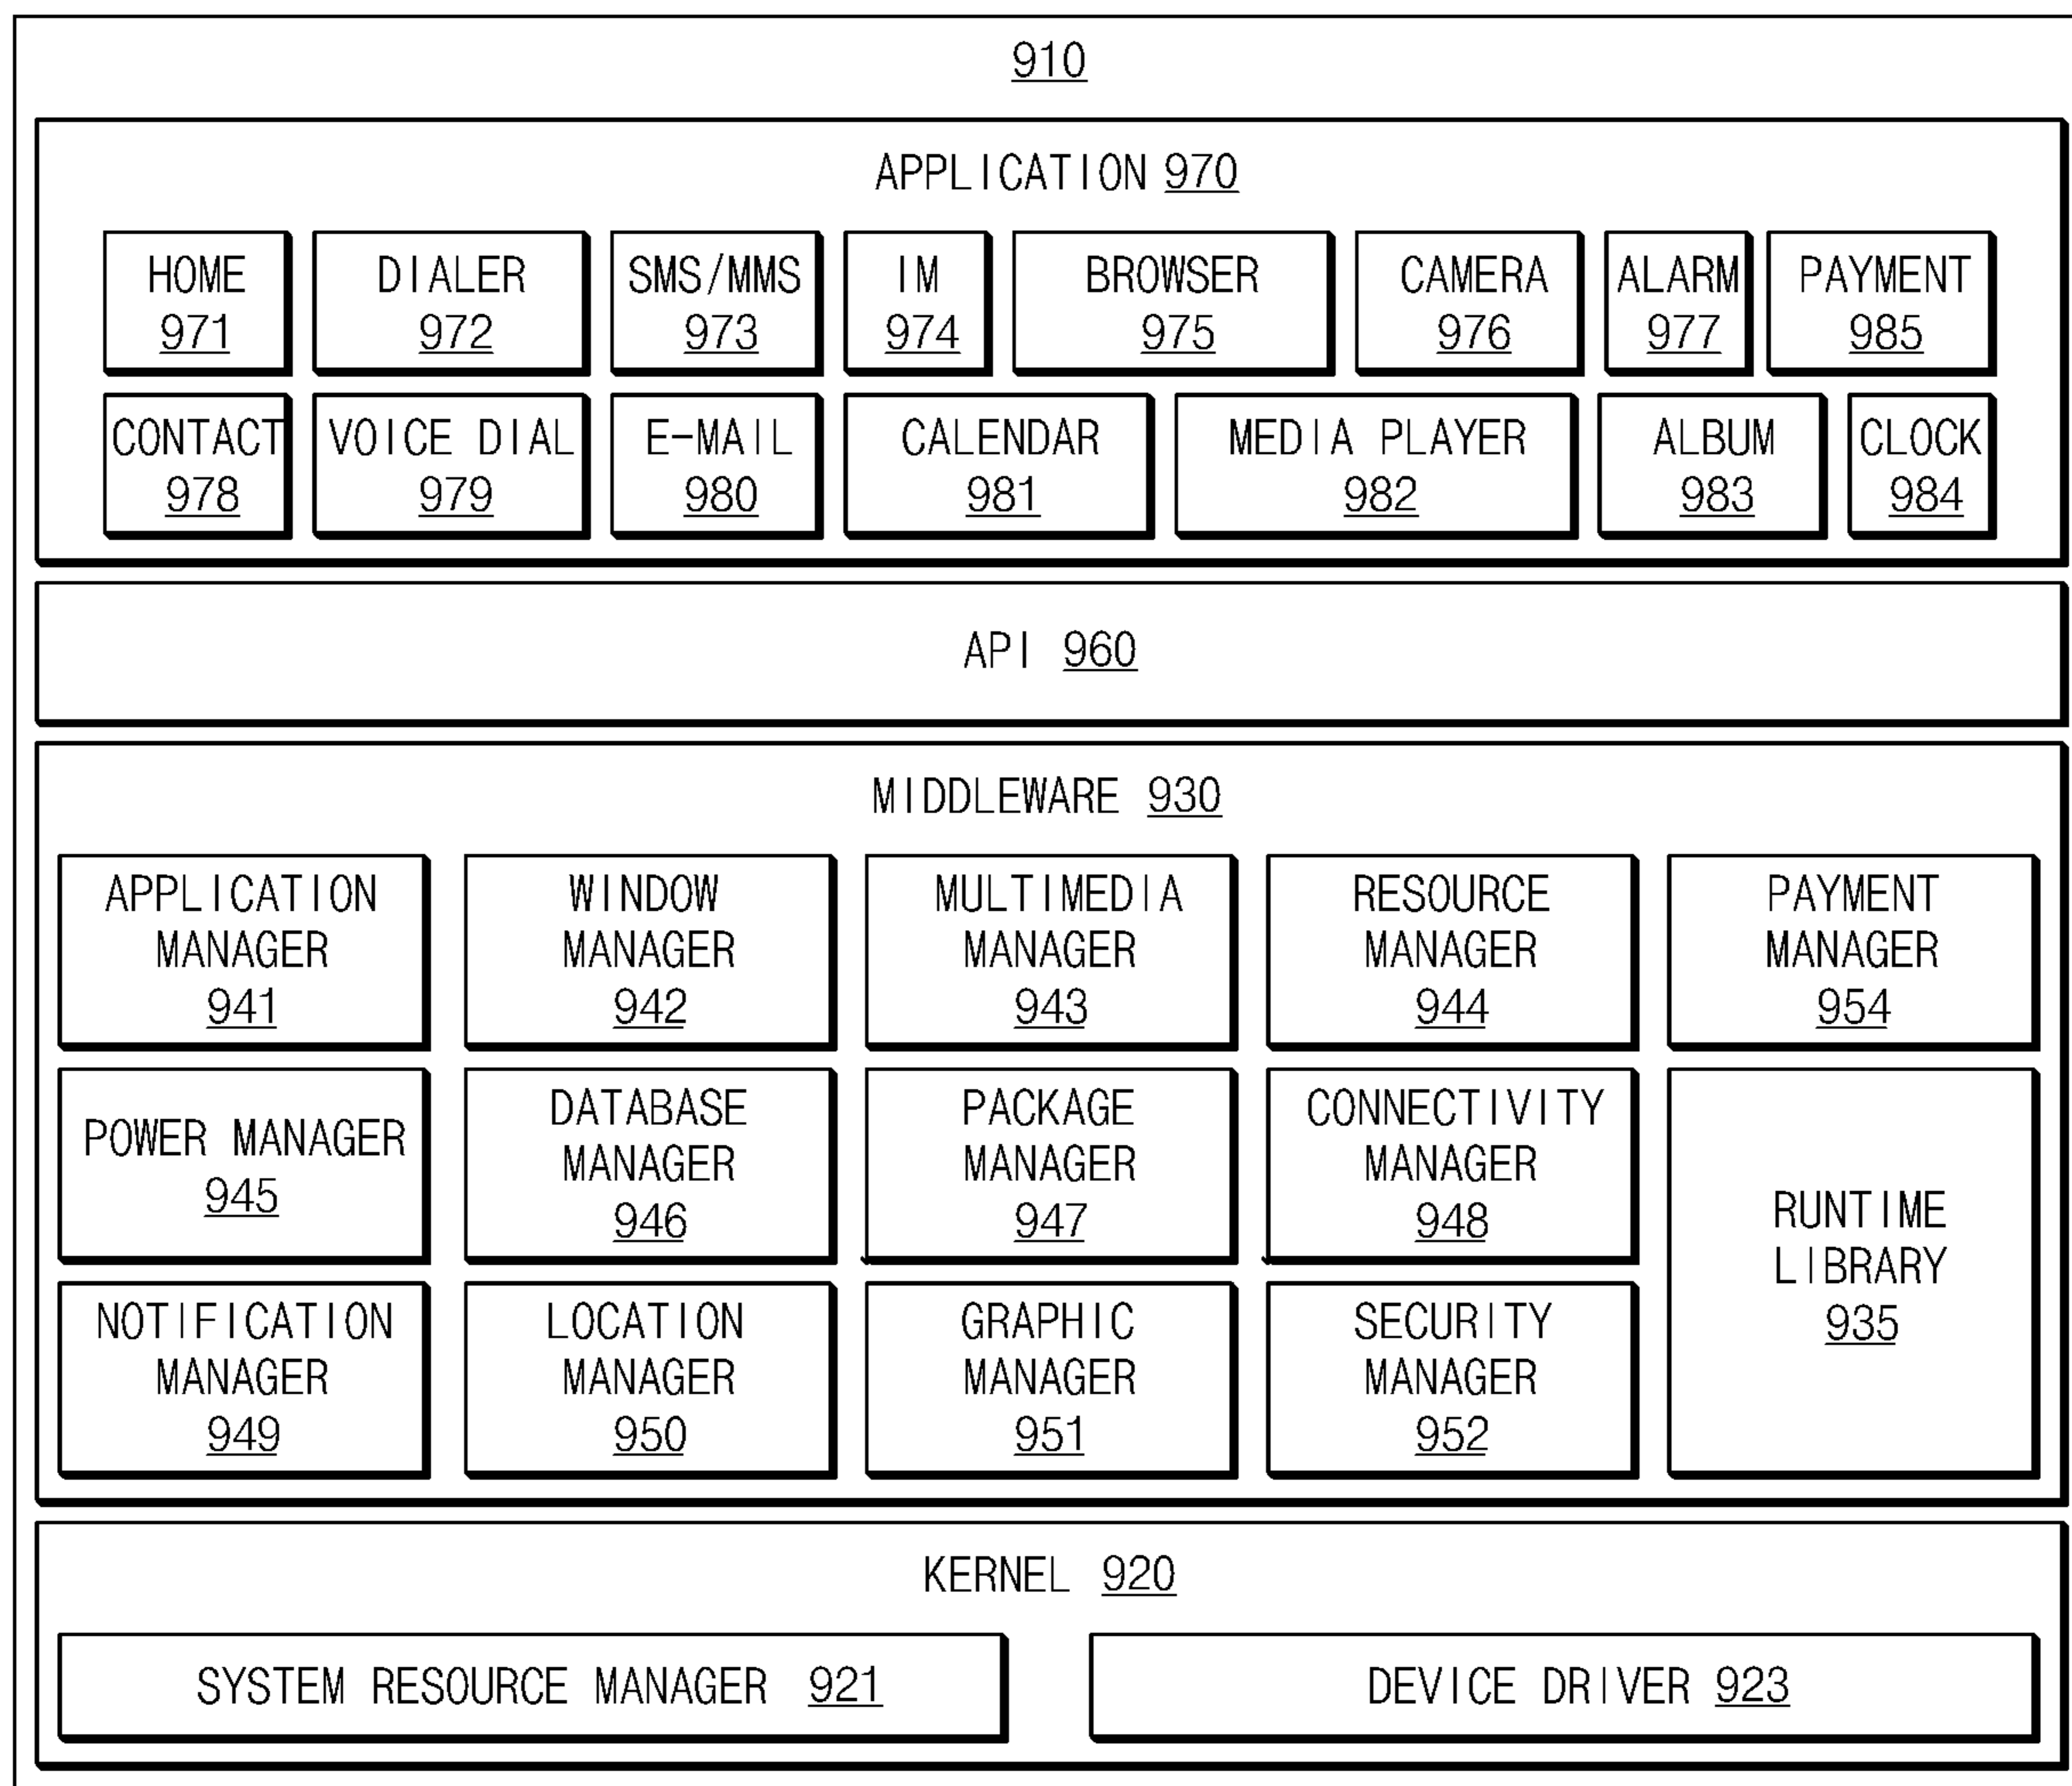 910
APPLICATION 970
HOME
971
DIALER
972
SMS/MMS
973
IM
974
BROWSER
975
CAMERA
976
ALARM
977
PAYMENT
985
CONTACT
978
VOICE DIAL
979
E-MAIL
980
CALENDAR
981
MEDIA PLAYER
982
ALBUM
983
CLOCK
984
API 960
MIDDLEWARE 930
APPLICATION
MANAGER
941
WINDOW
MANAGER
942
MULTIMEDIA
MANAGER
943
RESOURCE
MANAGER
944
PAYMENT
MANAGER
954
POWER MANAGER
945
DATABASE
MANAGER
946
PACKAGE
MANAGER
947
CONNECTIVITY
MANAGER
948
RUNTIME
LIBRARY
935
NOTIFICATION
MANAGER
949
LOCATION
MANAGER
950
GRAPHIC
MANAGER
951
SECURITY
MANAGER
952
KERNEL 920
SYSTEM RESOURCE MANAGER 921
DEVICE DRIVER 923